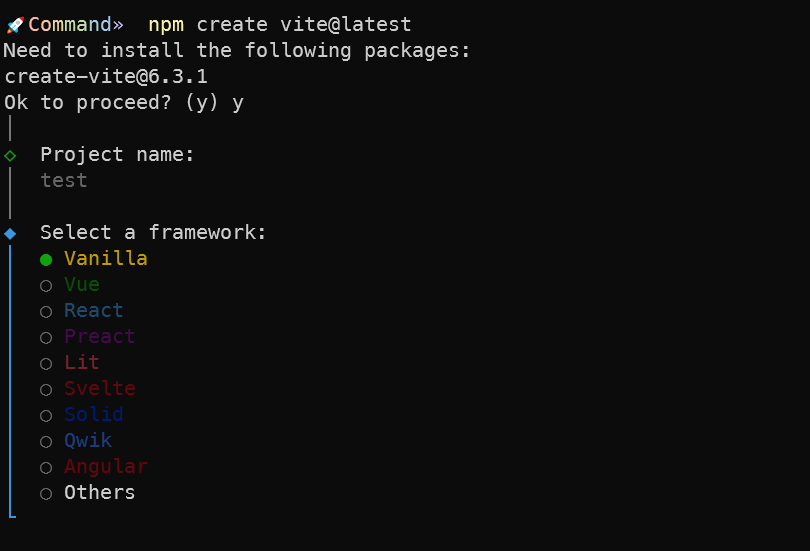 🚀Command» npm create vite@latest
Need to install the following packages:
create-vite@6.3.1
Ok to proceed? (y) y
Project name:
test
Select a framework:
Vanilla
Vue
React
Preact
Lit
Svelte
Solid
Qwik
Angular
Others